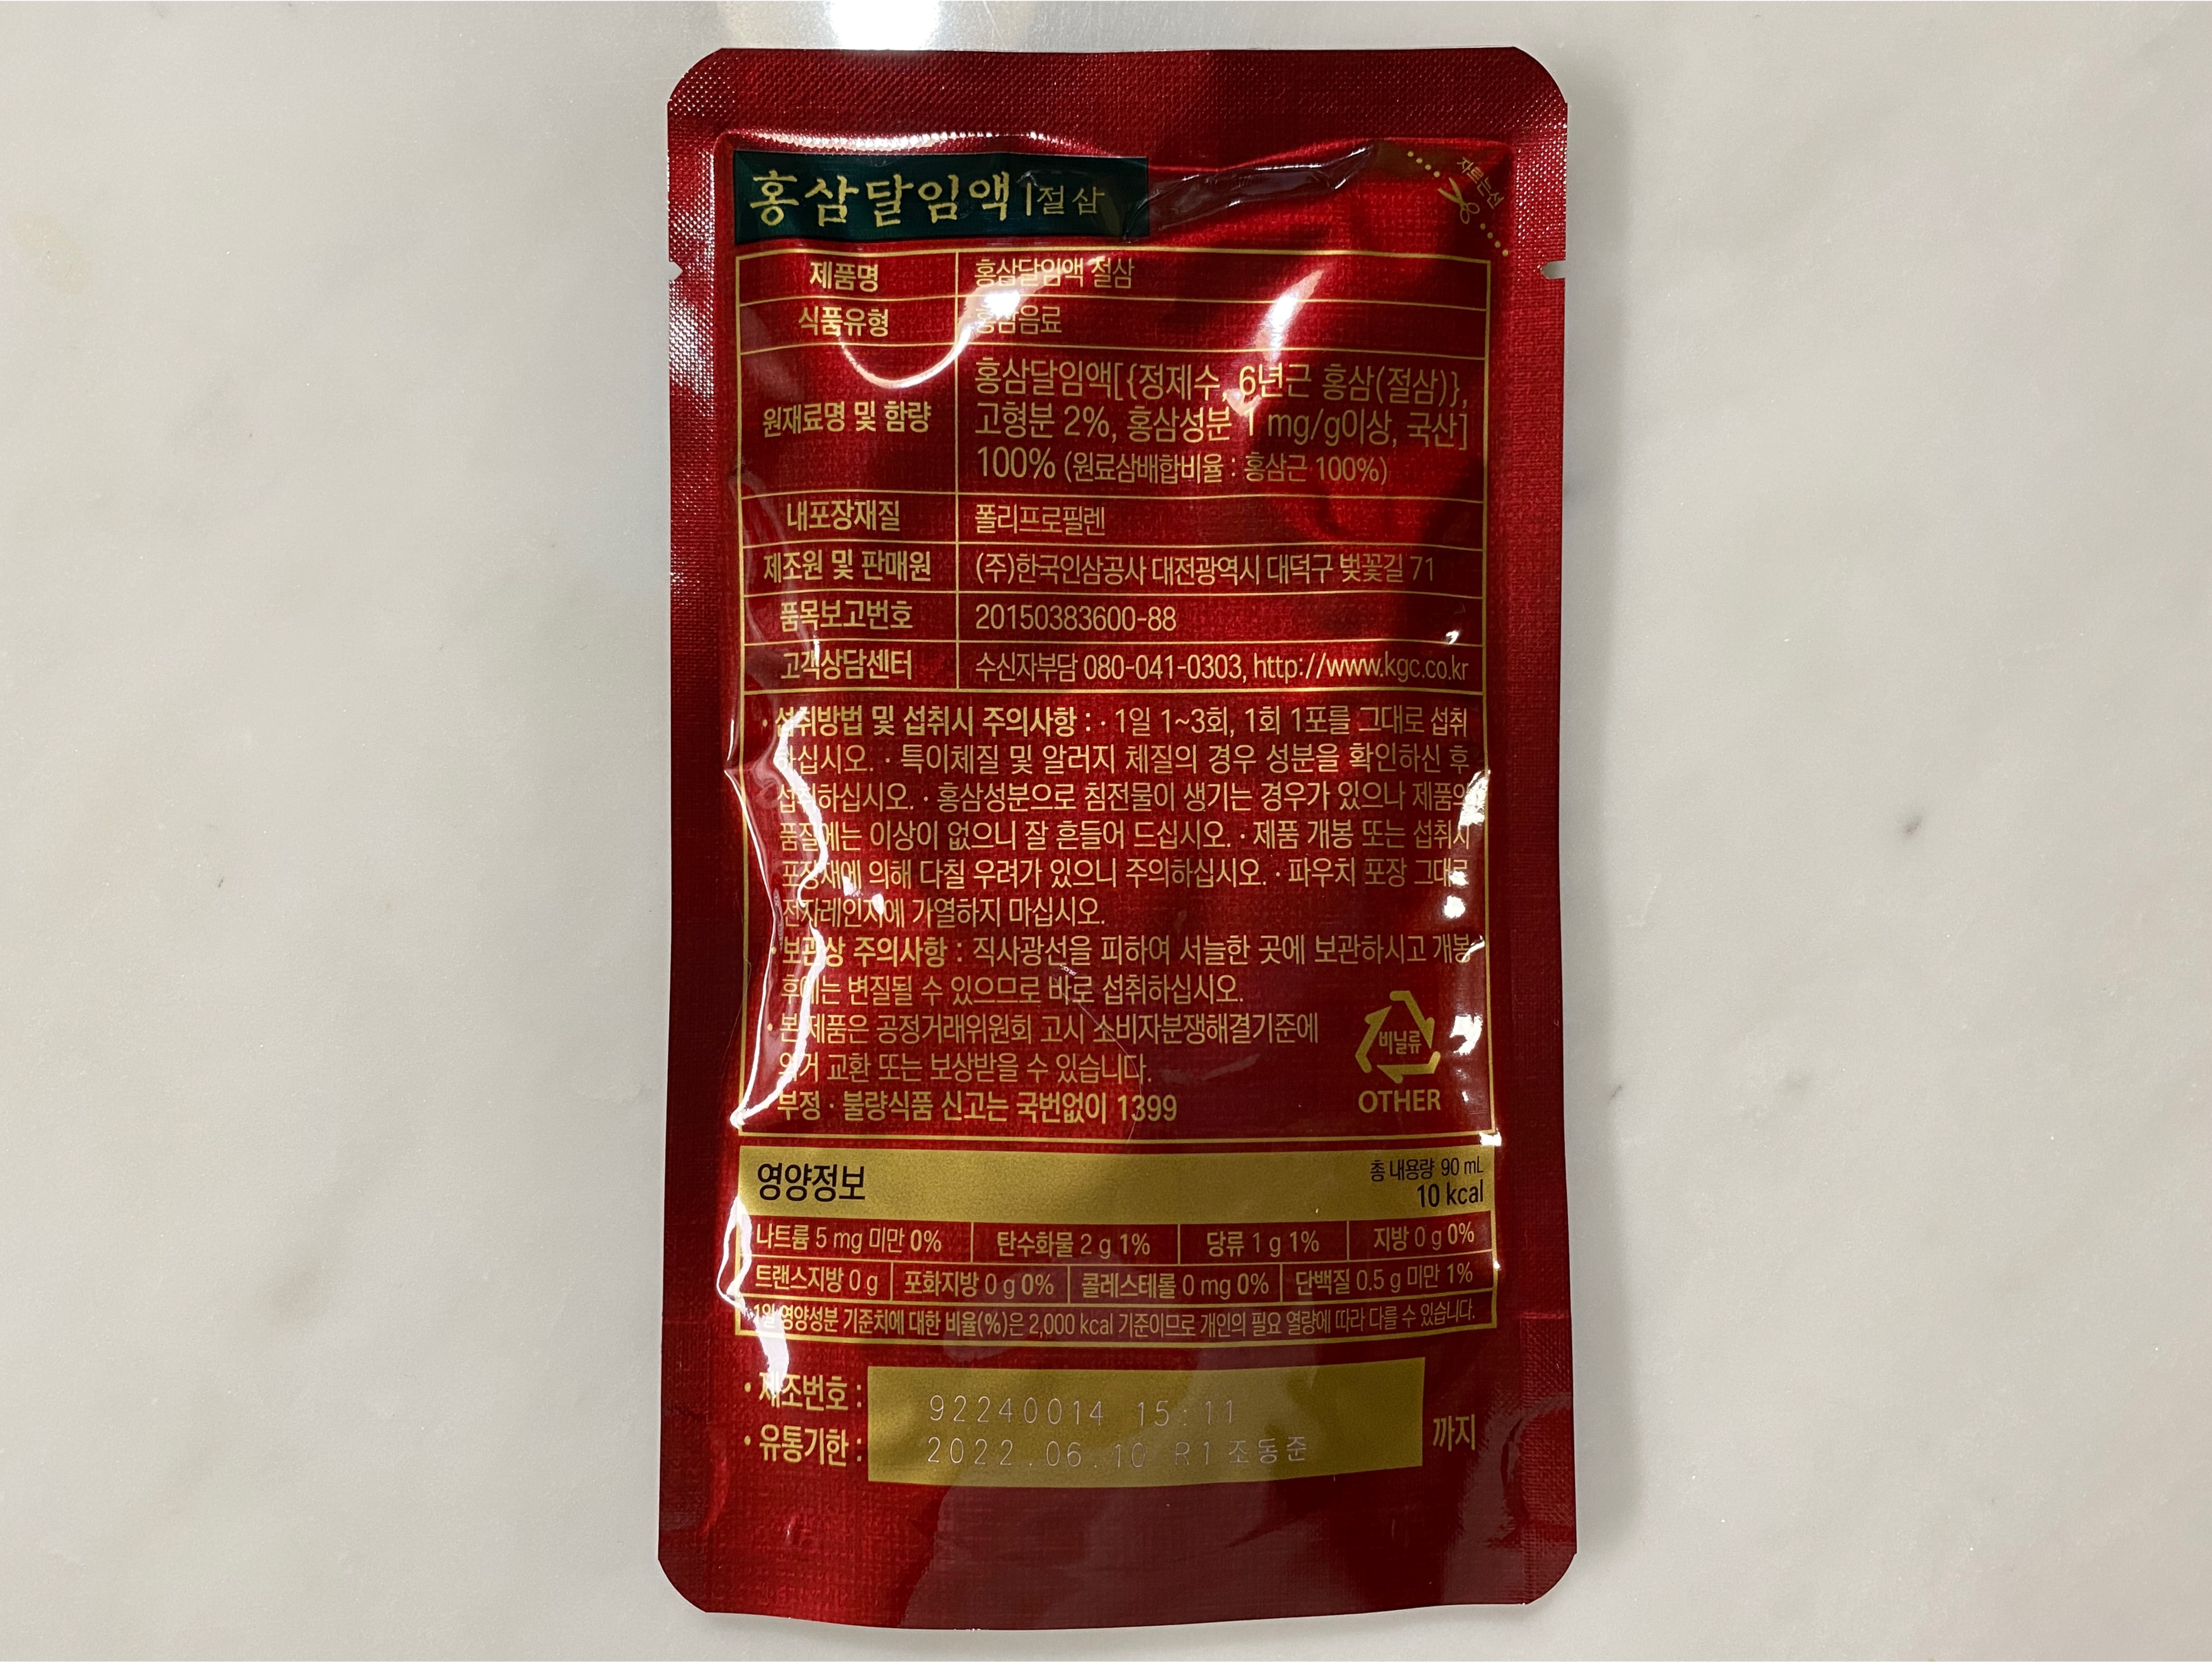 홍삼달임액 | 절삼
자르는선
제품명 홍삼달임액 절삼
식품유형 홍삼음료
원재료명 및 함량 홍삼달임액[{정제수, 6년근 홍삼(절삼)},
고형분 2%, 홍삼성분 1 mg/g이상, 국산]
100% (원료삼배합비율 : 홍삼근 100%)
내포장재질 폴리프로필렌
제조원 및 판매원 (주)한국인삼공사 대전광역시 대덕구 벚꽃길 71
품목보고번호 20150383600-88
고객상담센터 수신자부담 080-041-0303, http://www.kgc.co.kr
· 섭취방법 및 섭취시 주의사항 : · 1일 1~3회, 1회 1포를 그대로 섭취
하십시오. · 특이체질 및 알러지 체질의 경우 성분을 확인하신 후
섭취하십시오. · 홍삼성분으로 침전물이 생기는 경우가 있으나 제품의
품질에는 이상이 없으니 잘 흔들어 드십시오. · 제품 개봉 또는 섭취시
포장재에 의해 다칠 우려가 있으니 주의하십시오. · 파우치 포장 그대로
전자레인지에 가열하지 마십시오.
· 보관상 주의사항 : 직사광선을 피하여 서늘한 곳에 보관하시고 개봉
후에는 변질될 수 있으므로 바로 섭취하십시오.
· 본 제품은 공정거래위원회 고시 소비자분쟁해결기준에
의거 교환 또는 보상받을 수 있습니다.
부정 · 불량식품 신고는 국번없이 1399
비닐류
OTHER
영양정보 총 내용량 90 mL
10 kcal
나트륨 5 mg 미만 0% 탄수화물 2 g 1% 당류 1 g 1% 지방 0 g 0%
트랜스지방 0 g 포화지방 0 g 0% 콜레스테롤 0 mg 0% 단백질 0.5 g 미만 1%
1일 영양성분 기준치에 대한 비율(%)은 2,000 kcal 기준이므로 개인의 필요 열량에 따라 다를 수 있습니다.
· 제조번호 : 92240014 15:11
· 유통기한 : 2022.06.10 R1 조동준 까지